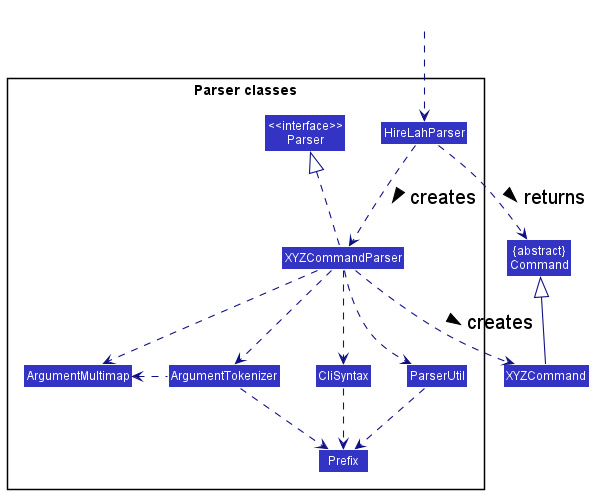 Parser classes
<<interface>>
Parser
HireLahParser
creates
returns
XYZCommandParser
{abstract}
Command
creates
ArgumentMultimap
ArgumentTokenizer
CliSyntax
ParserUtil
XYZCommand
Prefix